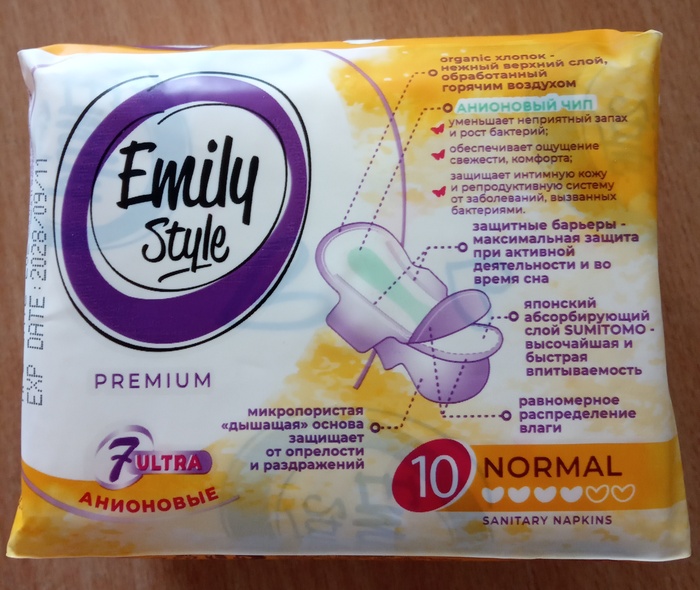 organic хлопок -
нежный верхний слой,
обработанный
горячим воздухом
АНИОНОВЫЙ ЧИП
уменьшает неприятный запах
и рост бактерий;
обеспечивает ощущение
свежести, комфорта;
защищает интимную кожу
и репродуктивную систему
от заболеваний, вызванных
бактериями.
защитные барьеры -
максимальная защита
при активной
деятельности и во
время сна
японский
абсорбирующий
слой SUMITOMO -
высочайшая и
быстрая
впитываемость
равномерное
распределение
влаги
Emily
Style
EXP DATE: 2028/03/11
PREMIUM
микропористая
«дышащая» основа
защищает
от опрелости
и раздражений
7 ULTRA
АНИОНОВЫЕ
10 NORMAL
SANITARY NAPKINS